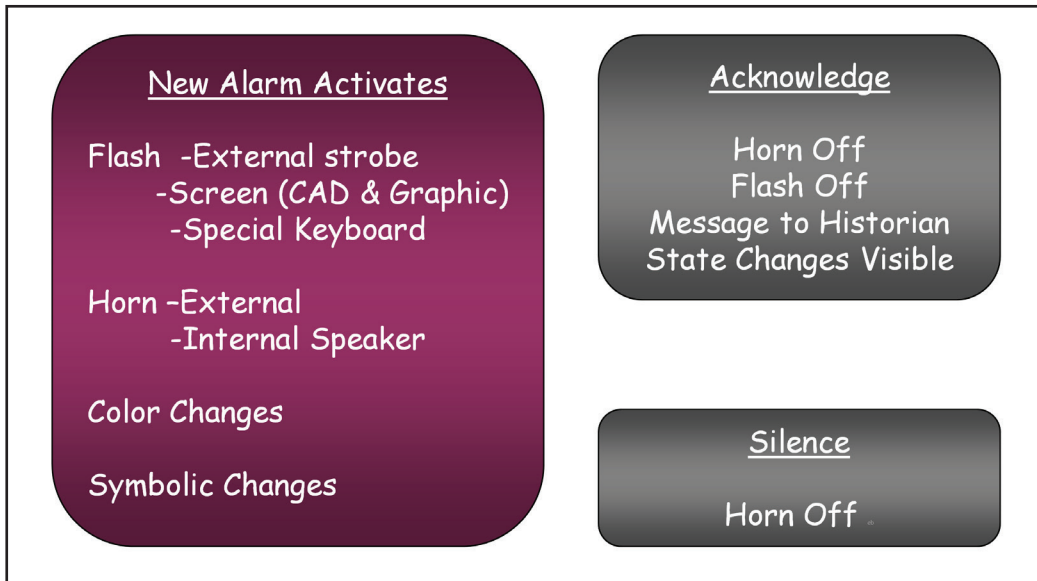 New Alarm Activates
Flash -External strobe
-Screen (CAD & Graphic)
-Special Keyboard
Horn –External
-Internal Speaker
Color Changes
Symbolic Changes
Acknowledge
Horn Off
Flash Off
Message to Historian
State Changes Visible
Silence
Horn Off